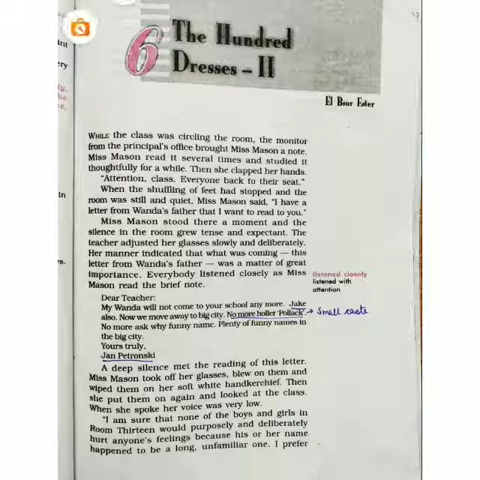 6 The Hundred
Dresses – II
El Bsor Ester
WHILE the class was circling the room, the monitor
from the principal's office brought Miss Mason a note.
Miss Mason read it several times and studied it
thoughtfully for a while. Then she clapped her hands.
"Attention, class. Everyone back to their seat."
When the shuffling of feet had stopped and the
room was still and quiet, Miss Mason said, "I have a
letter from Wanda's father that I want to read to you."
Miss Mason stood there a moment and the
silence in the room grew tense and expectant. The
teacher adjusted her glasses slowly and deliberately.
Her manner indicated that what was coming — this
letter from Wanda's father — was a matter of great
importance. Everybody listened closely as Miss
Mason read the brief note.
listened closely
listened with
attention
Dear Teacher:
My Wanda will not come to your school any more. Jake
also. Now we move away to big city. No more holler 'Pollack'. → Small caste
No more ask why funny name. Plenty of funny names in
the big city.
Yours truly,
Jan Petronski
A deep silence met the reading of this letter.
Miss Mason took off her glasses, blew on them and
wiped them on her soft white handkerchief. Then
she put them on again and looked at the class.
When she spoke her voice was very low.
"I am sure that none of the boys and girls in
Room Thirteen would purposely and deliberately
hurt anyone's feelings because his or her name
happened to be a long, unfamiliar one. I prefer